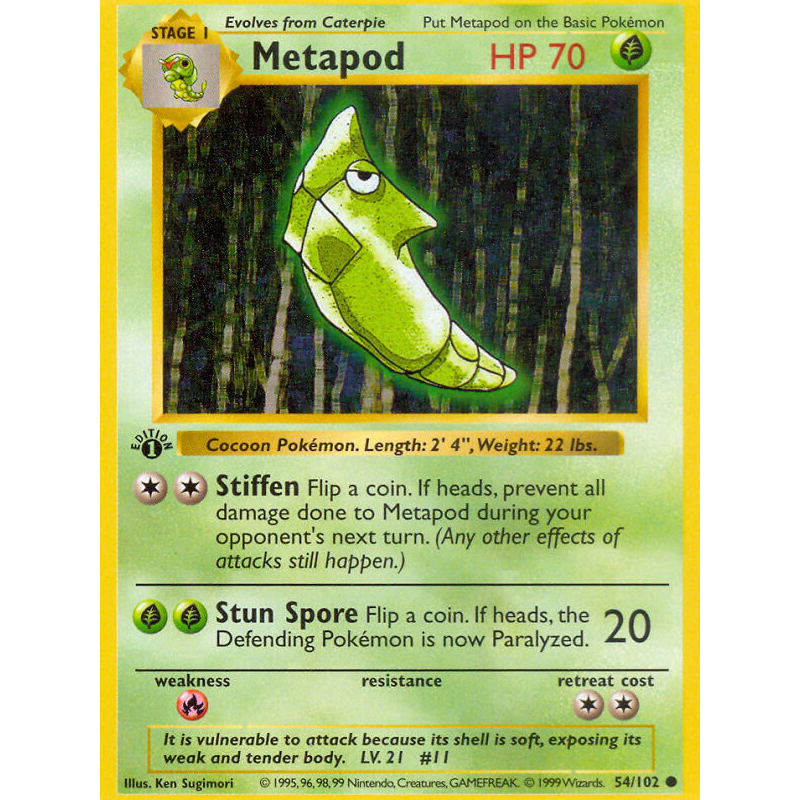 Evolves from Caterpie
Put Metapod on the Basic Pokémon
STAGE 1
Metapod
HP 70
EDITION
1
Cocoon Pokémon. Length: 2' 4", Weight: 22 lbs.
Stiffen Flip a coin. If heads, prevent all
damage done to Metapod during your
opponent's next turn. (Any other effects of
attacks still happen.)
Stun Spore Flip a coin. If heads, the
Defending Pokémon is now Paralyzed.
20
weakness
resistance
retreat cost
It is vulnerable to attack because its shell is soft, exposing its
weak and tender body. LV. 21 #11
Illus. Ken Sugimori
© 1995, 96, 98, 99 Nintendo, Creatures, GAMEFREAK. © 1999 Wizards.
54/102